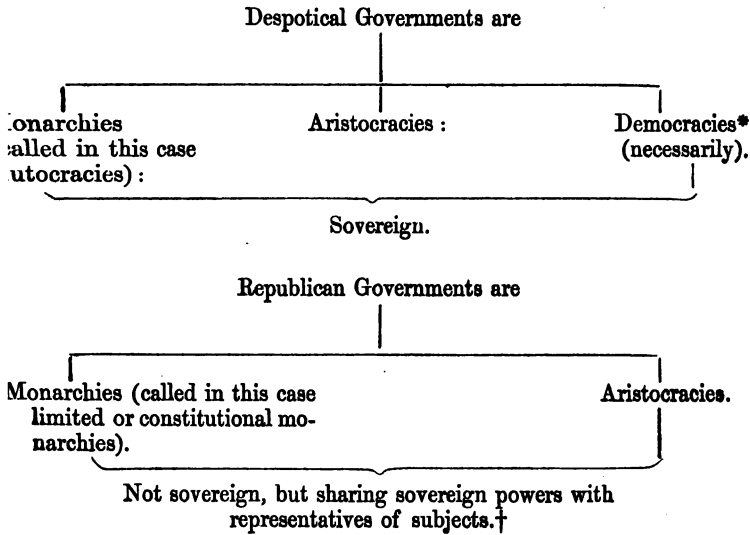 Despotical Governments are
onarchies
alled in this case
utocracies) :
Aristocracies :
Democracies*
(necessarily).
Sovereign.
Republican Governments are
Monarchies (called in this case
limited or constitutional mo-
narchies).
Aristocracies.
Not sovereign, but sharing sovereign powers with
representatives of subjects.†